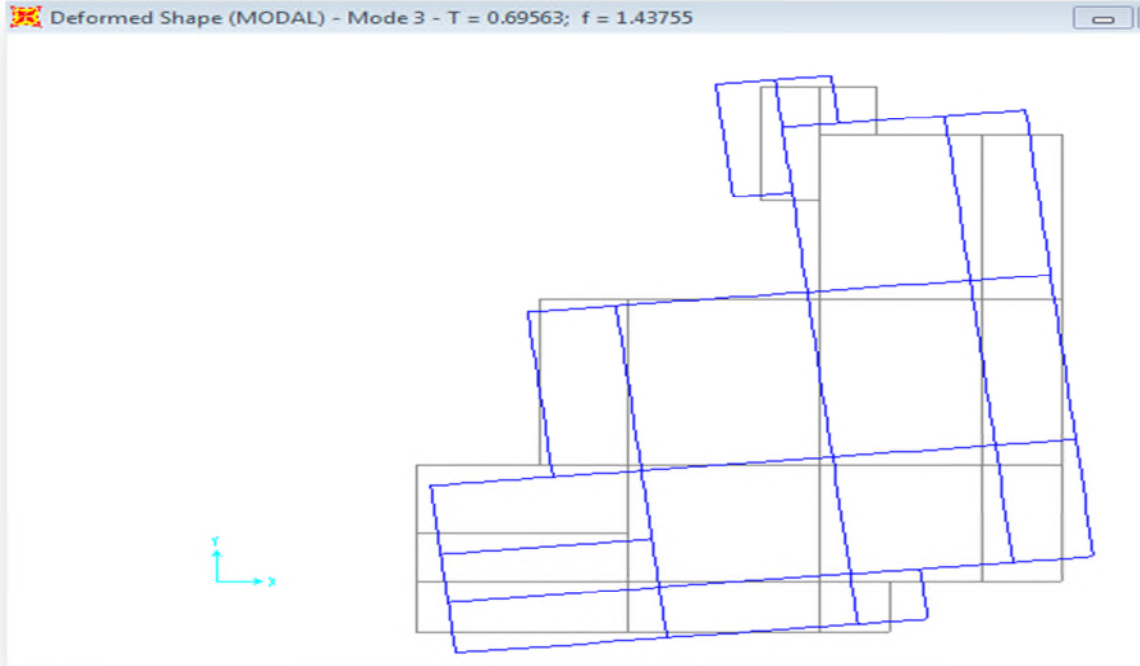 Deformed Shape (MODAL) - Mode 3 - T = 0.69563; f = 1.43755
Y
X